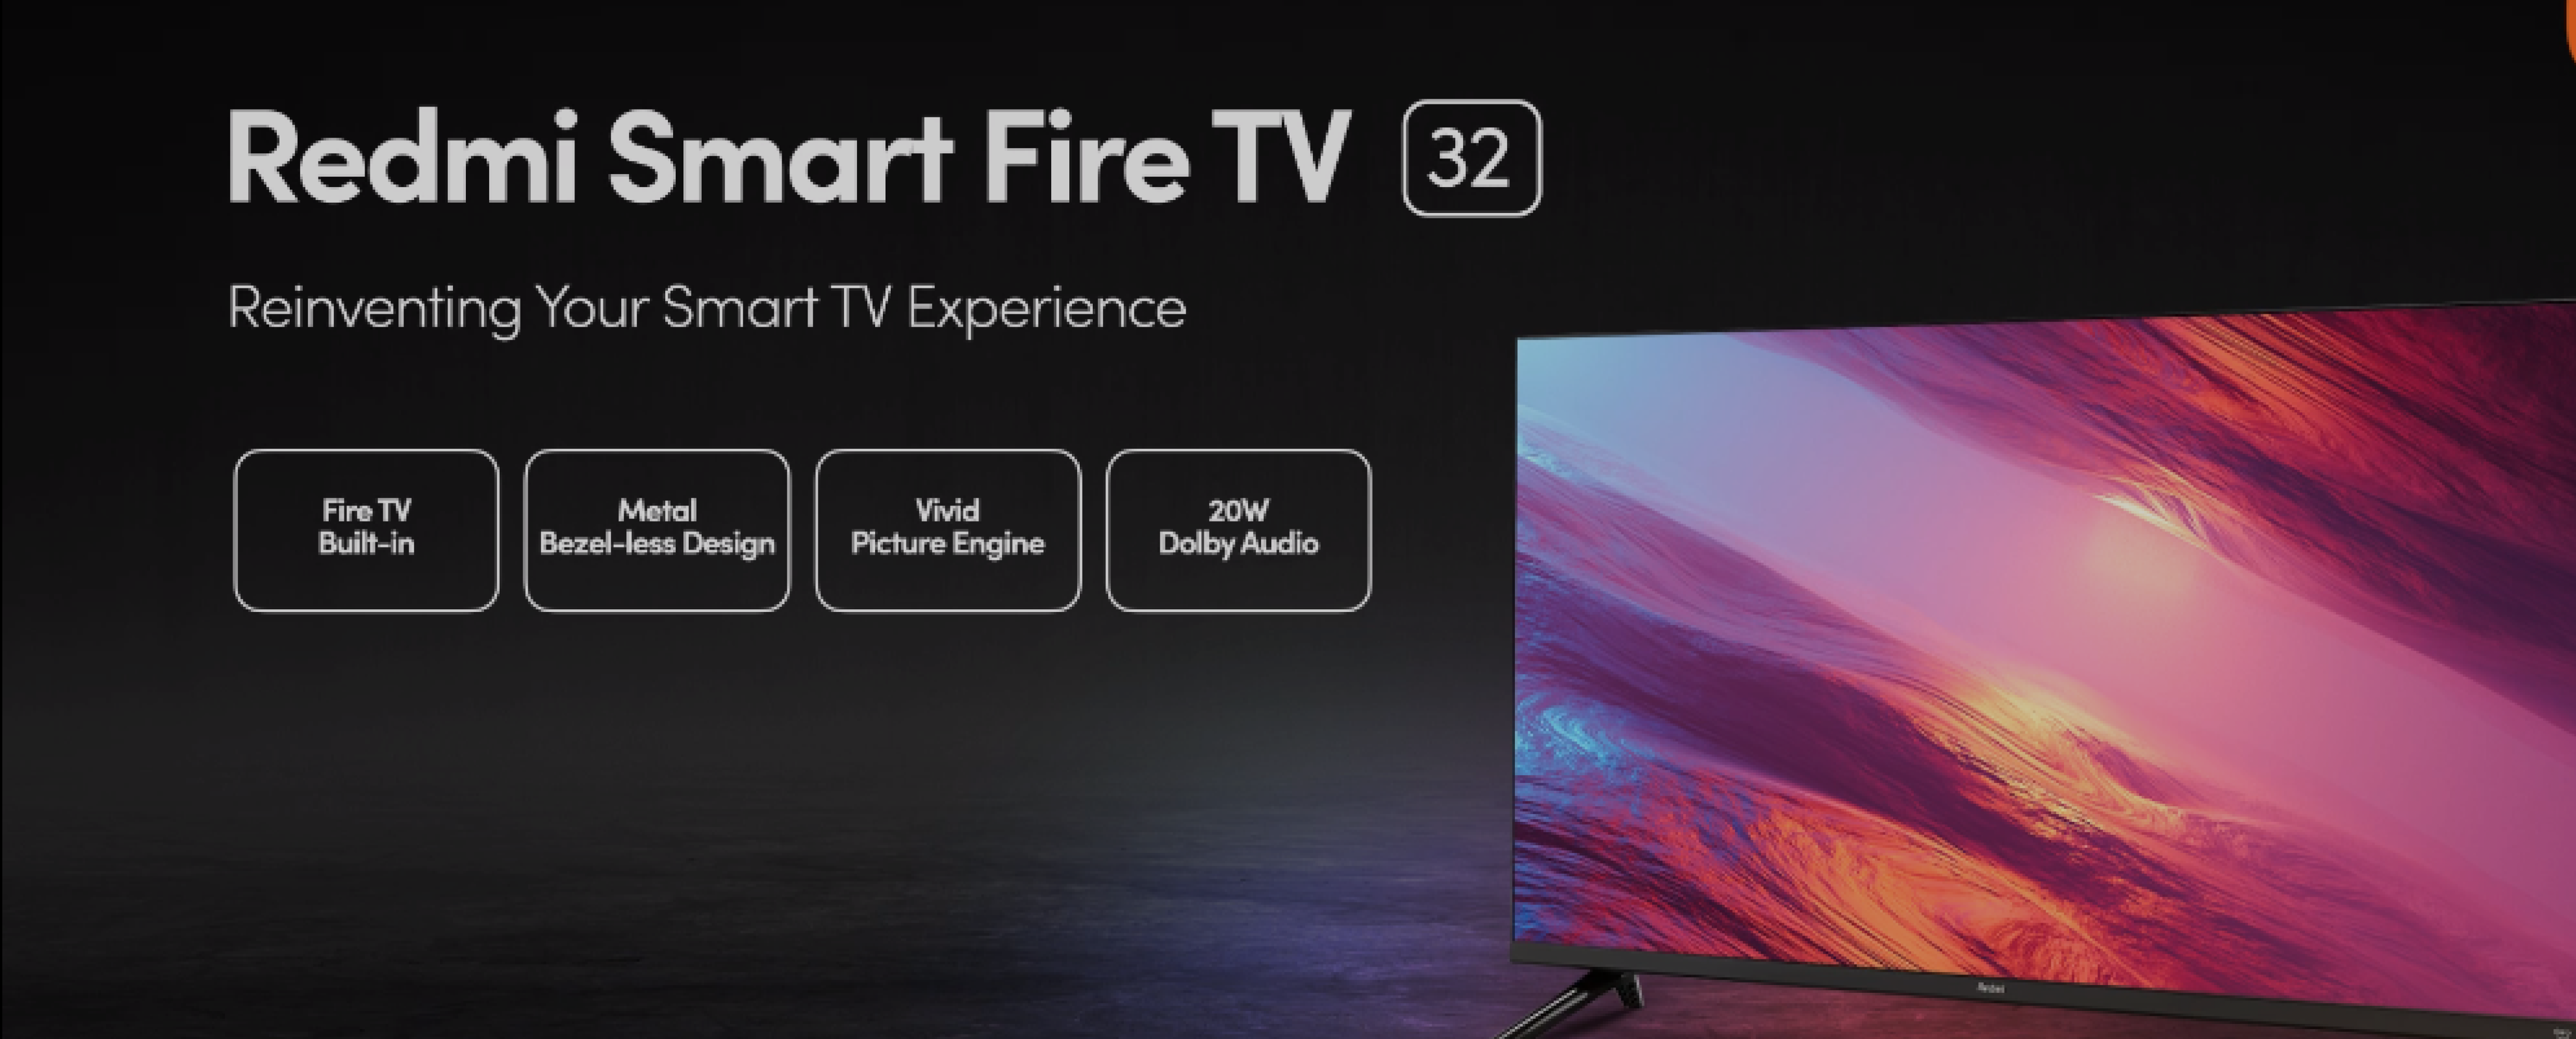 Redmi Smart Fire TV 32
Reinventing Your Smart TV Experience
Fire TV
Built-in
Metal
Bezel-less Design
Vivid
Picture Engine
20W
Dolby Audio
Redmi